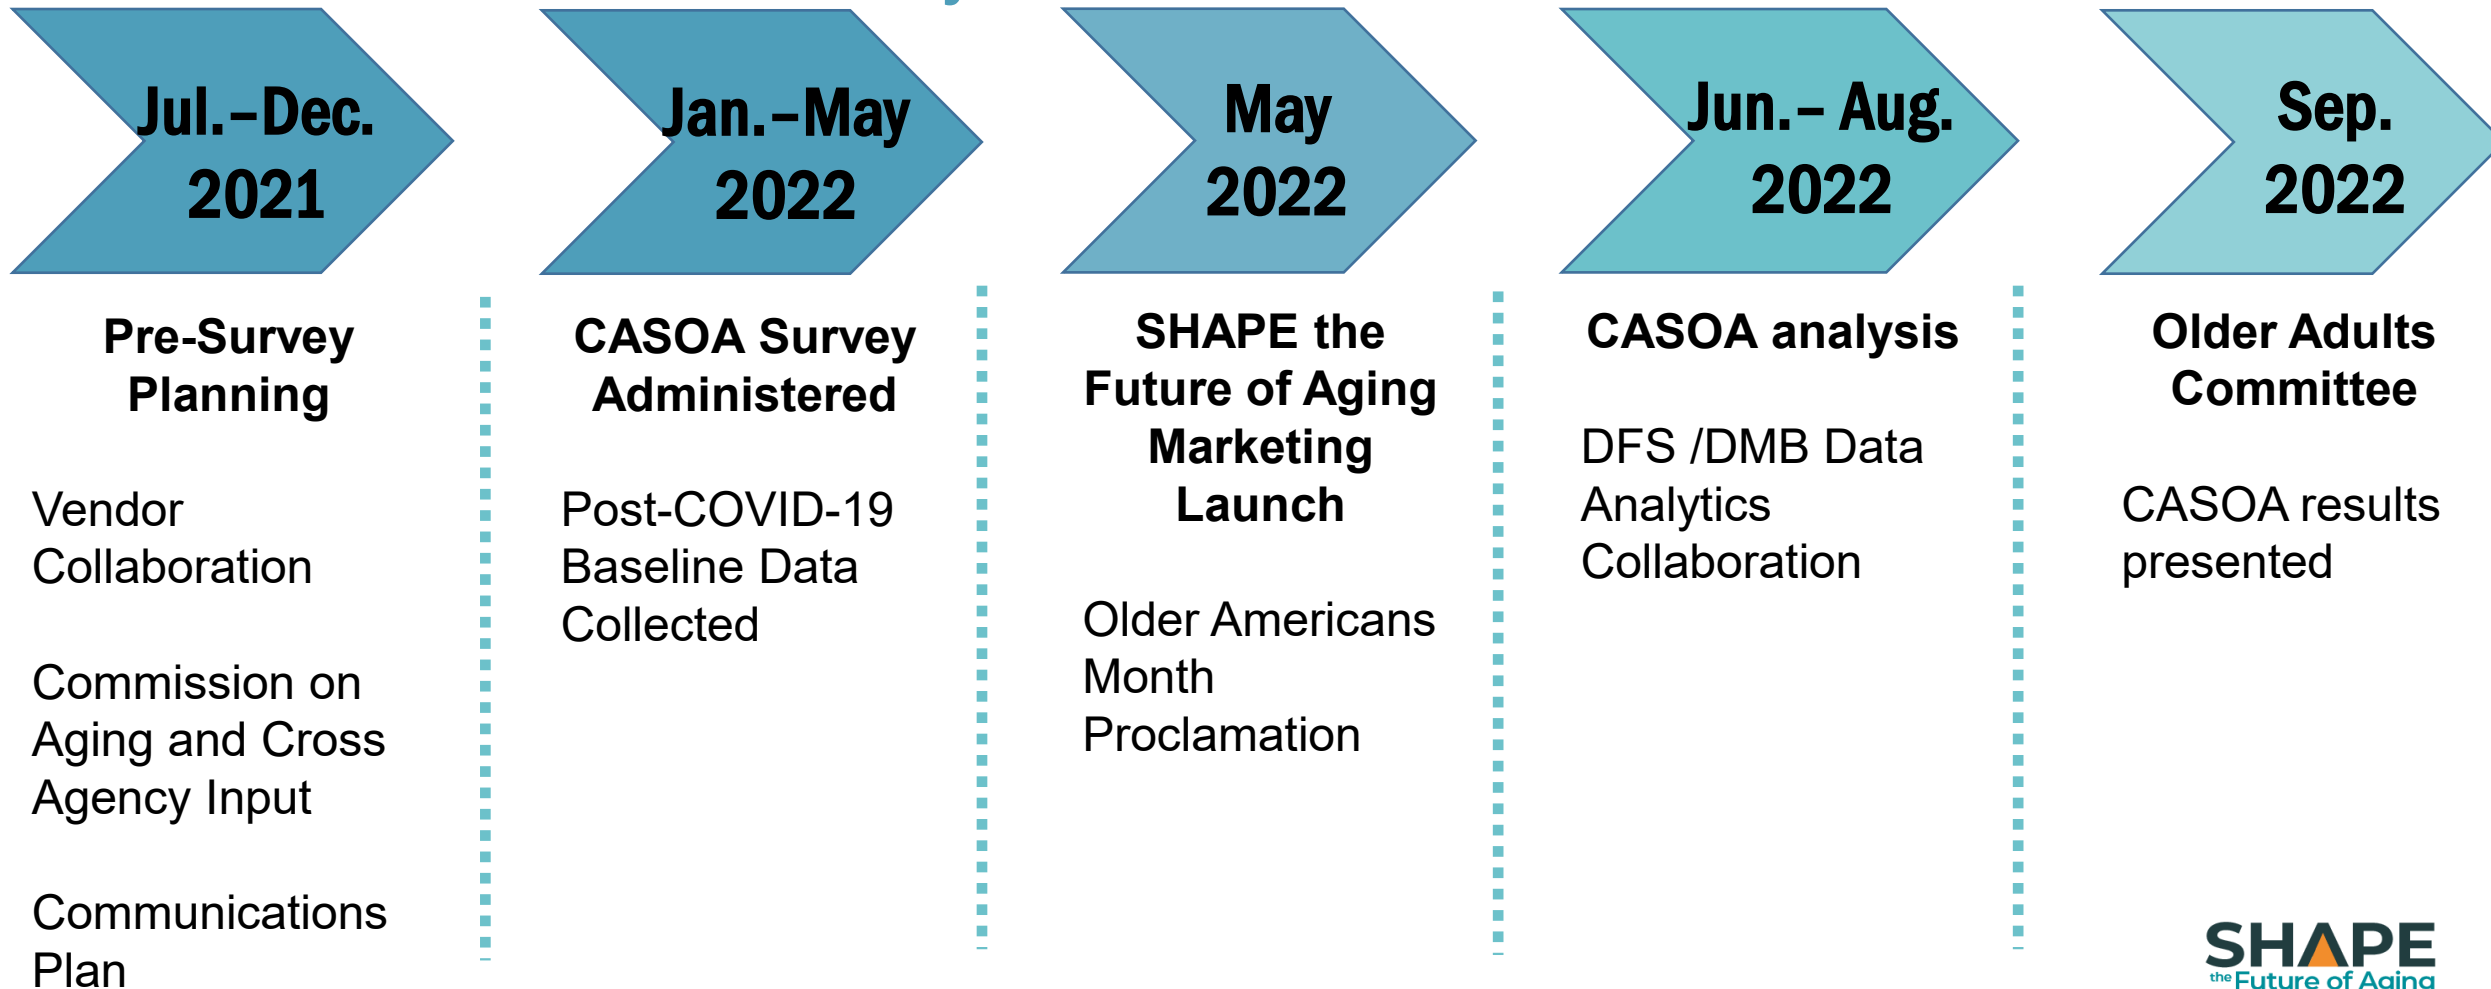 Jul.–Dec.
2021
Pre-Survey
Planning
Vendor
Collaboration
Commission on
Aging and Cross
Agency Input
Communications
Plan
Jan.–May
2022
CASOA Survey
Administered
Post-COVID-19
Baseline Data
Collected
May
2022
SHAPE the
Future of Aging
Marketing
Launch
Older Americans
Month
Proclamation
Jun.– Aug.
2022
CASOA analysis
DFS /DMB Data
Analytics
Collaboration
Sep.
2022
Older Adults
Committee
CASOA results
presented
SHAPE
the Future of Aging